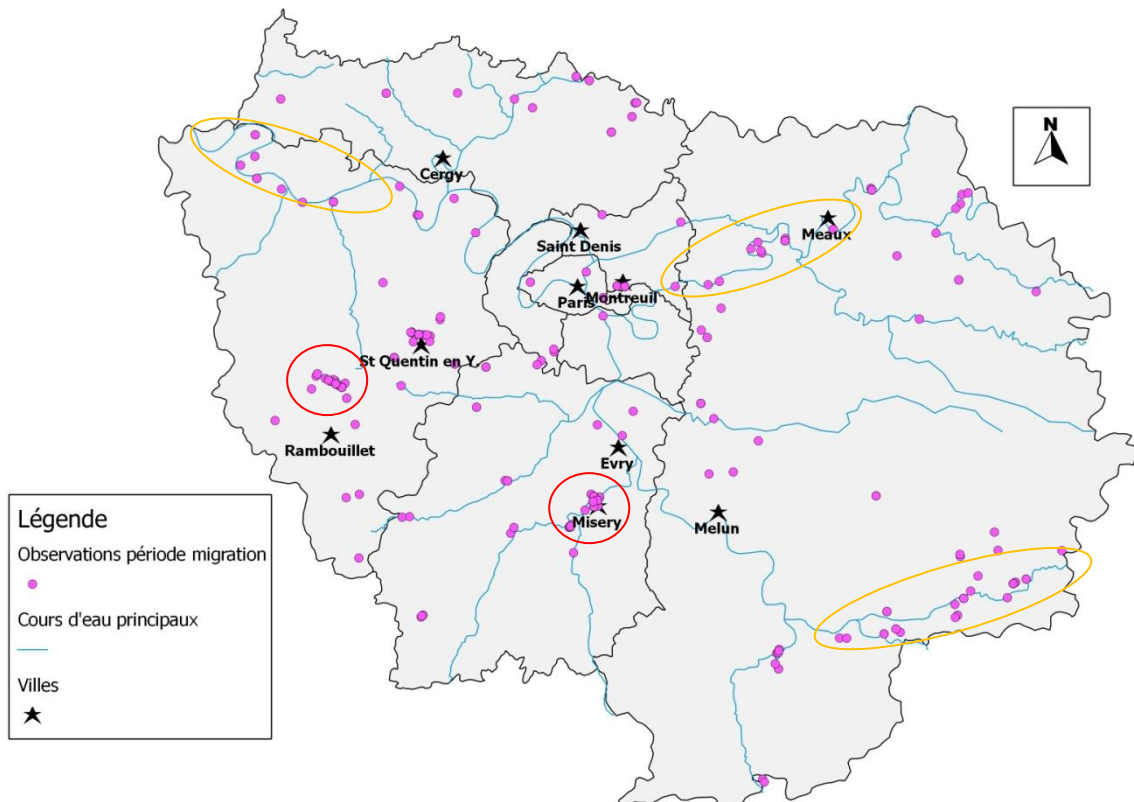 N
Cergy
Saint Denis
Meaux
Paris
Montreuil
St Quentin en Y.
Rambouillet
Evry
Misery
Melun
Légende
Observations période migration
Cours d'eau principaux
Villes